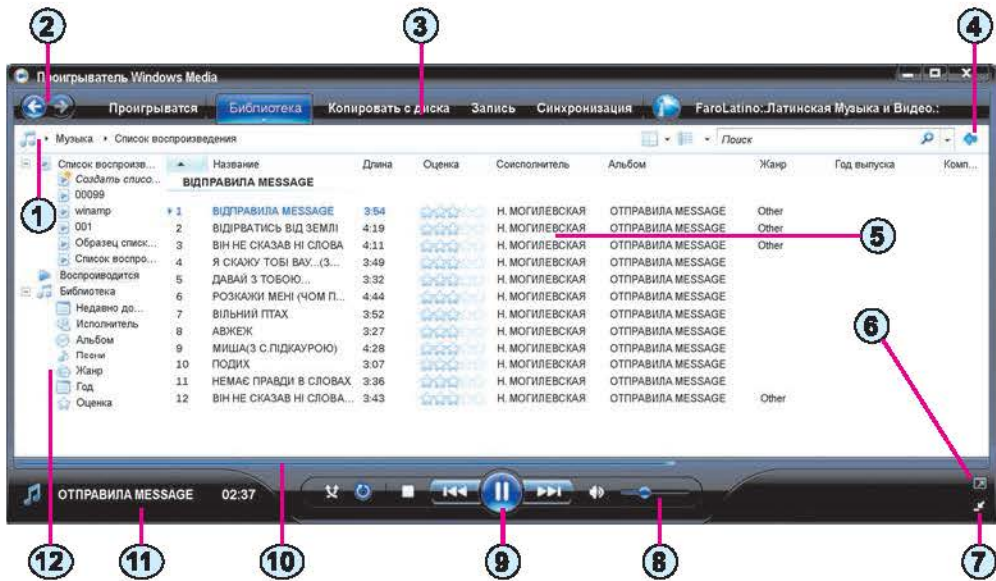 2 3 4
Проигрыватель Windows Media
Проигрыватся Библиотека Копировать с диска Запись Синхронизация FaroLatino::Латинская Музыка и Видео.:
Музыка Список воспроизведения Поиск
Список воспроизв... Название Длина Оценка Соисполнитель Альбом Жанр Год выпуска Комп...
Создать списо... ВІДПРАВИЛА MESSAGE
00099
winamp 1 ВІДПРАВИЛА MESSAGE 3:54 Н. МОГИЛЕВСКАЯ ОТПРАВИЛА MESSAGE Other
1
001 2 ВІДІРВАТИСЬ ВІД ЗЕМЛІ 4:19 Н. МОГИЛЕВСКАЯ ОТПРАВИЛА MESSAGE Other
5
Образец списк... 3 ВІН НЕ СКАЗАВ НІ СЛОВА 4:11 Н. МОГИЛЕВСКАЯ ОТПРАВИЛА MESSAGE Other
Список воспро... 4 Я СКАЖУ ТОБІ ВАУ...(З... 3:49 Н. МОГИЛЕВСКАЯ ОТПРАВИЛА MESSAGE
Воспроиводится 5 ДАВАЙ З ТОБОЮ... 3:32 Н. МОГИЛЕВСКАЯ ОТПРАВИЛА MESSAGE
Библиотека 6 РОЗКАЖИ МЕНІ (ЧОМ П... 4:44 Н. МОГИЛЕВСКАЯ ОТПРАВИЛА MESSAGE
Недавно до... 7 ВІЛЬНИЙ ПТАХ 3:52 Н. МОГИЛЕВСКАЯ ОТПРАВИЛА MESSAGE
Исполнитель 8 АВЖЕЖ 3:27 Н. МОГИЛЕВСКАЯ ОТПРАВИЛА MESSAGE
6
Альбом
Песни 9 МИША(З С.ПІДКАУРОЮ) 4:28 Н. МОГИЛЕВСКАЯ ОТПРАВИЛА MESSAGE
Жанр 10 ПОДИХ 3:07 Н. МОГИЛЕВСКАЯ ОТПРАВИЛА MESSAGE
Год 11 НЕМАЄ ПРАВДИ В СЛОВАХ 3:36 Н. МОГИЛЕВСКАЯ ОТПРАВИЛА MESSAGE
Оценка 12 ВІН НЕ СКАЗАВ НІ СЛОВА... 3:43 Н. МОГИЛЕВСКАЯ ОТПРАВИЛА MESSAGE Other
ОТПРАВИЛА MESSAGE 02:37
12 11 10 9 8 7